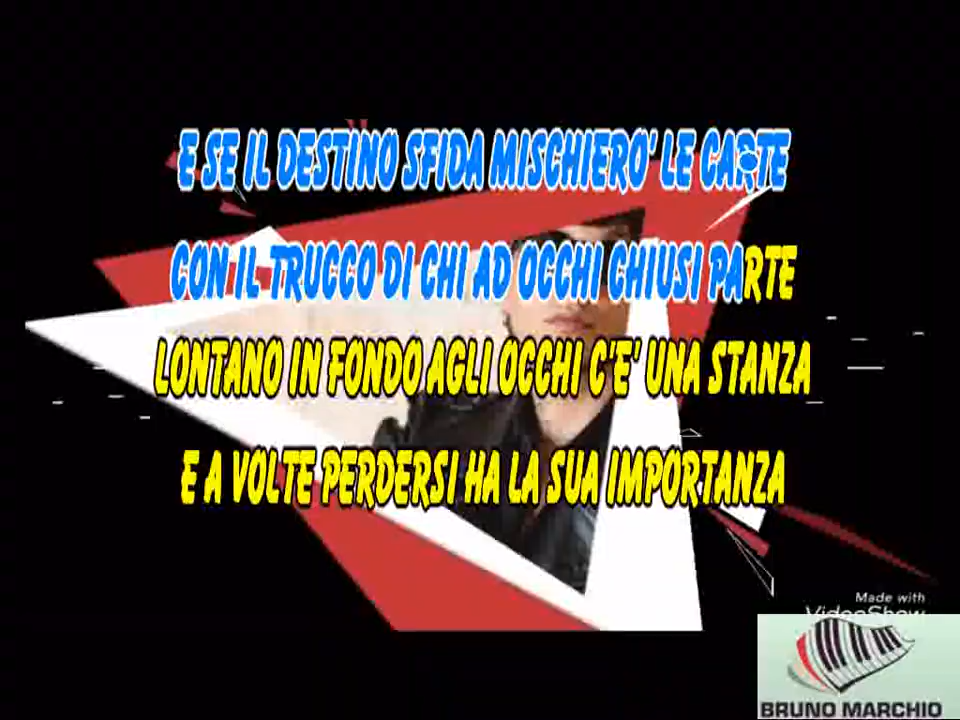 E SE IL DESTINO SFIDA MISCHIERO' LE CARTE
CON IL TRUCCO DI CHI AD OCCHI CHIUSI PARTE
LONTANO IN FONDO AGLI OCCHI C'E' UNA STANZA
E A VOLTE PERDERSI HA LA SUA IMPORTANZA
Made with
VideoShow
BRUNO MARCHIO